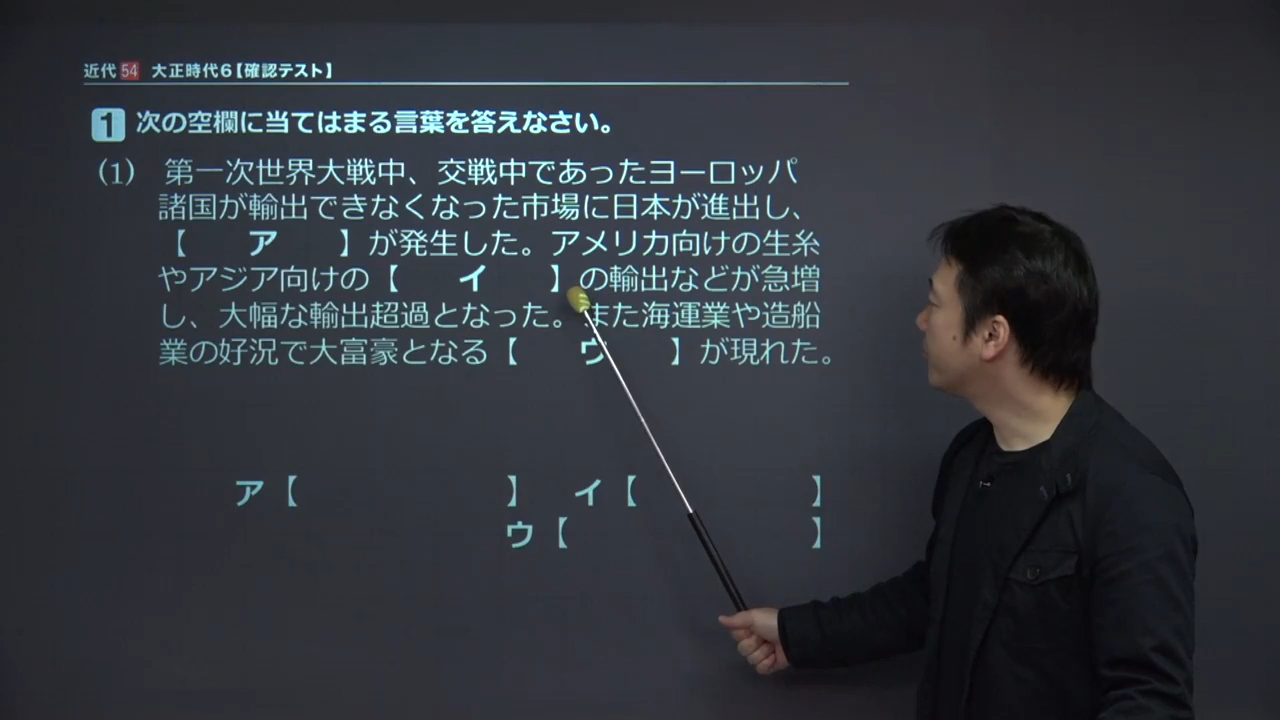 近代 54 大正時代6【確認テスト】
1 次の空欄に当てはまる言葉を答えなさい。
(1) 第一次世界大戦中、交戦中であったヨーロッパ
諸国が輸出できなくなった市場に日本が進出し、
【 ア 】が発生した。アメリカ向けの生糸
やアジア向けの【 イ 】の輸出などが急増
し、大幅な輸出超過となった。また海運業や造船
業の好況で大富豪となる【 ウ 】が現れた。
ア【 】 イ【 】
ウ【 】